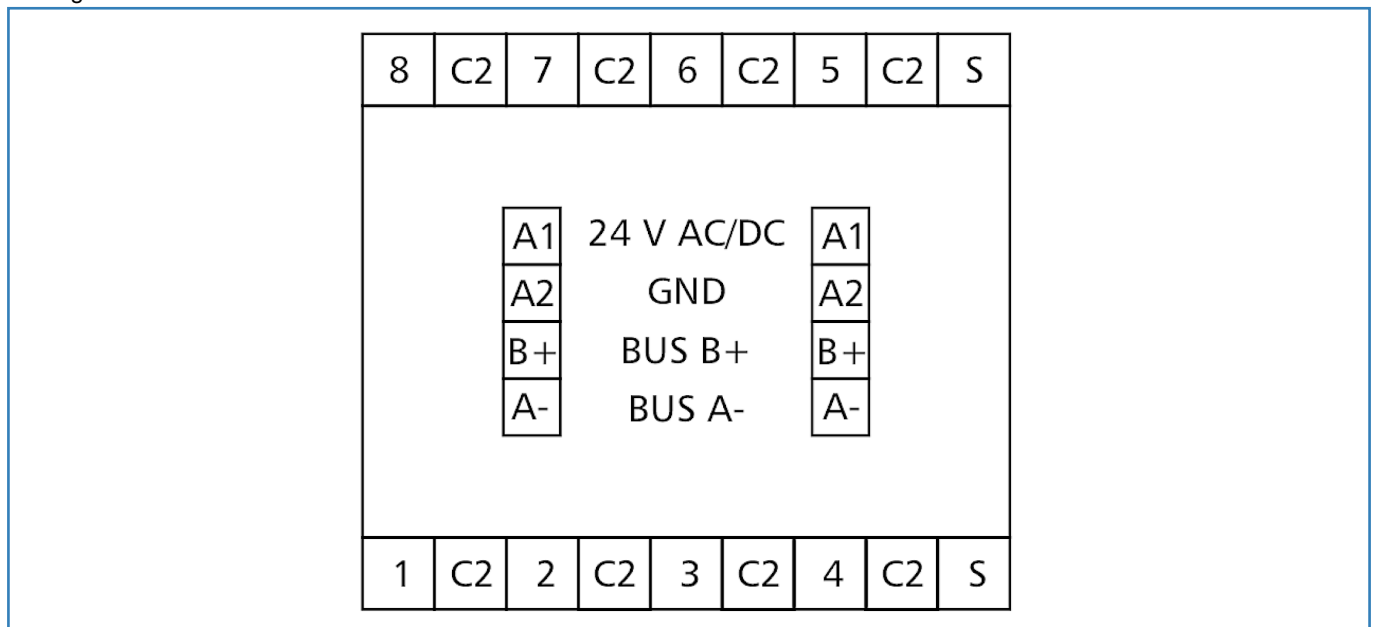 8 C2 7 C2 6 C2 5 C2 S
A1 24 V AC/DC A1
A2 GND A2
B+ BUS B+ B+
A- BUS A- A-
1 C2 2 C2 3 C2 4 C2 S